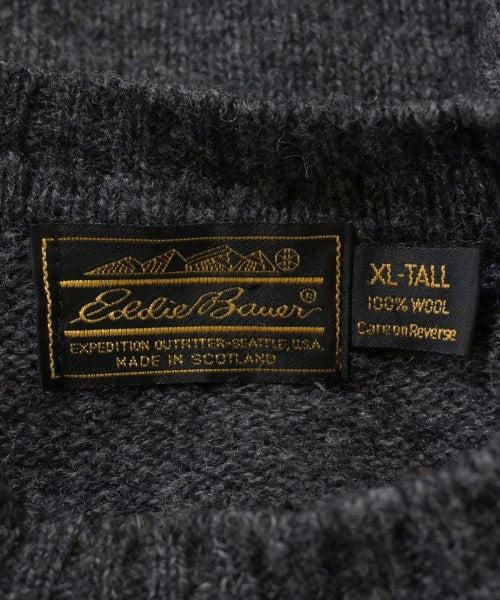 Eddie Bauer®
EXPEDITION OUTFITTER-SEATTLE, U.S.A.
MADE IN SCOTLAND
XL-TALL
100% WOOL
Care on Reverse